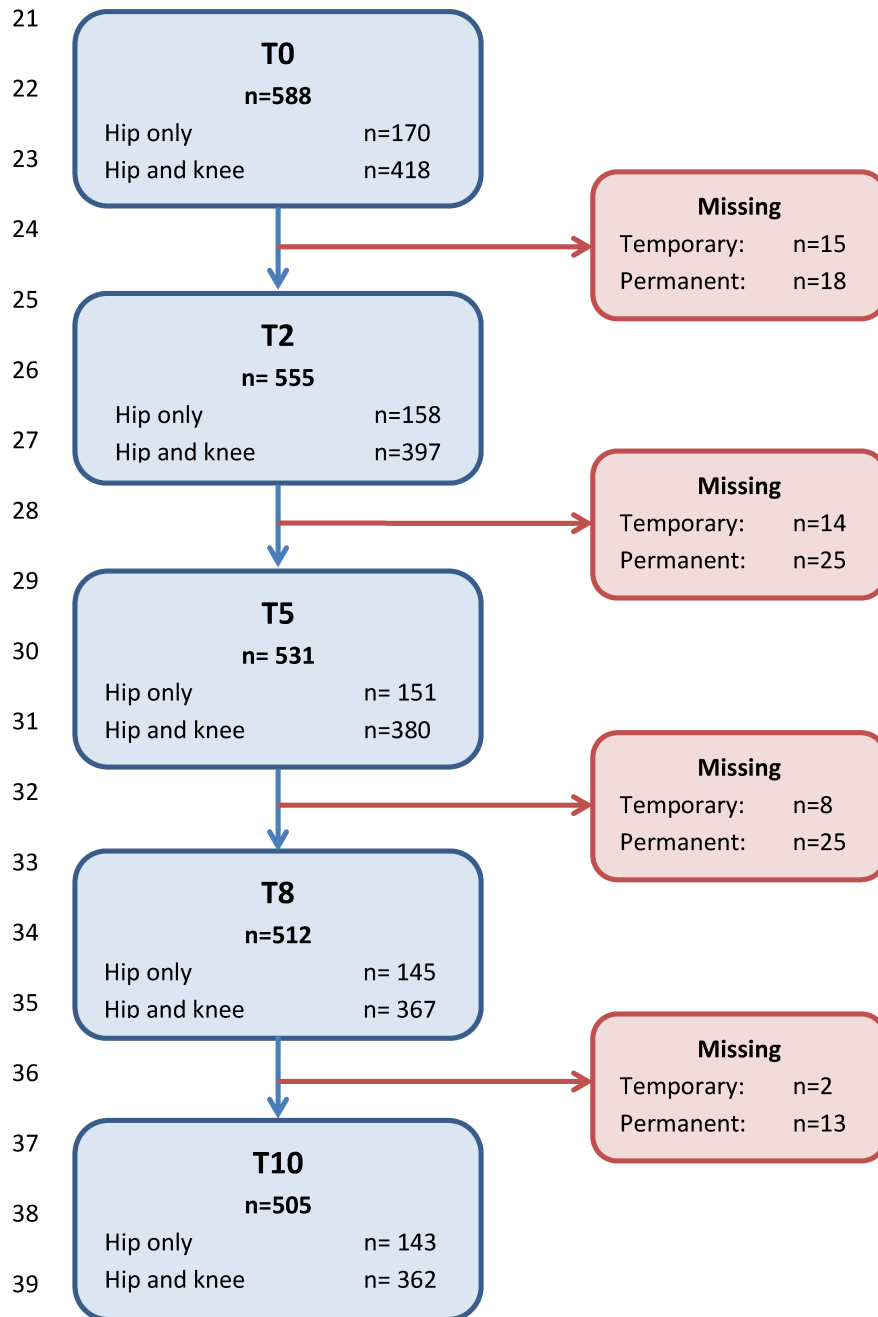 21
T0
22
n=588
Hip only n=170
23
Hip and knee n=418
Missing
24
Temporary: n=15
Permanent: n=18
25
T2
26
n= 555
Hip only n=158
27
Hip and knee n=397
Missing
28
Temporary: n=14
Permanent: n=25
29
T5
30
n= 531
Hip only n= 151
31
Hip and knee n=380
Missing
32
Temporary: n=8
Permanent: n=25
33
T8
34
n=512
Hip only n= 145
35
Hip and knee n= 367
Missing
36
Temporary: n=2
Permanent: n=13
37
T10
n=505
38
Hip only n= 143
39
Hip and knee n= 362